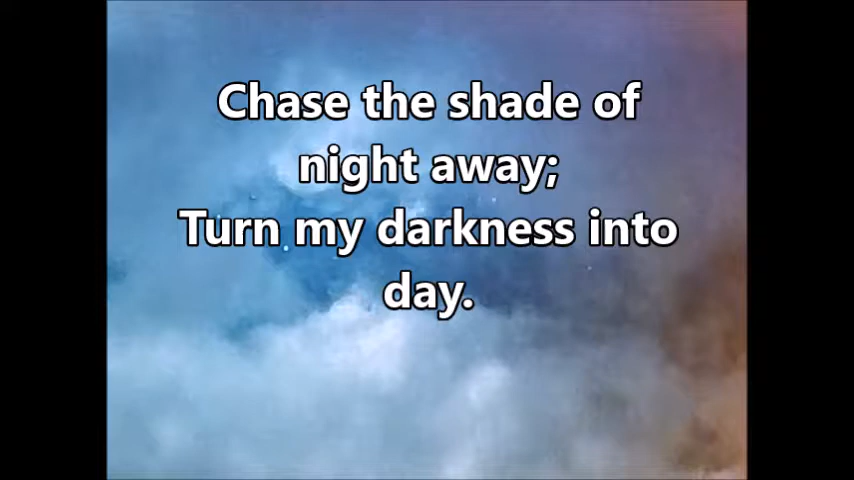 Chase the shade of
night away;
Turn my darkness into
day.